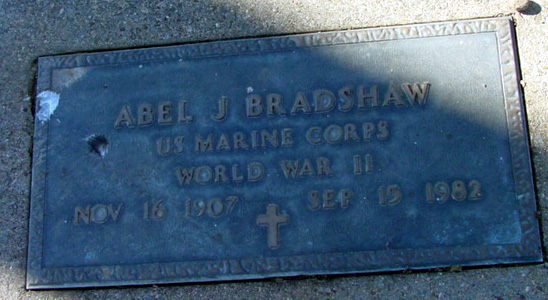 ABEL J BRADSHAW
US MARINE CORPS
WORLD WAR II
NOV 16 1907 SEP 15 1982